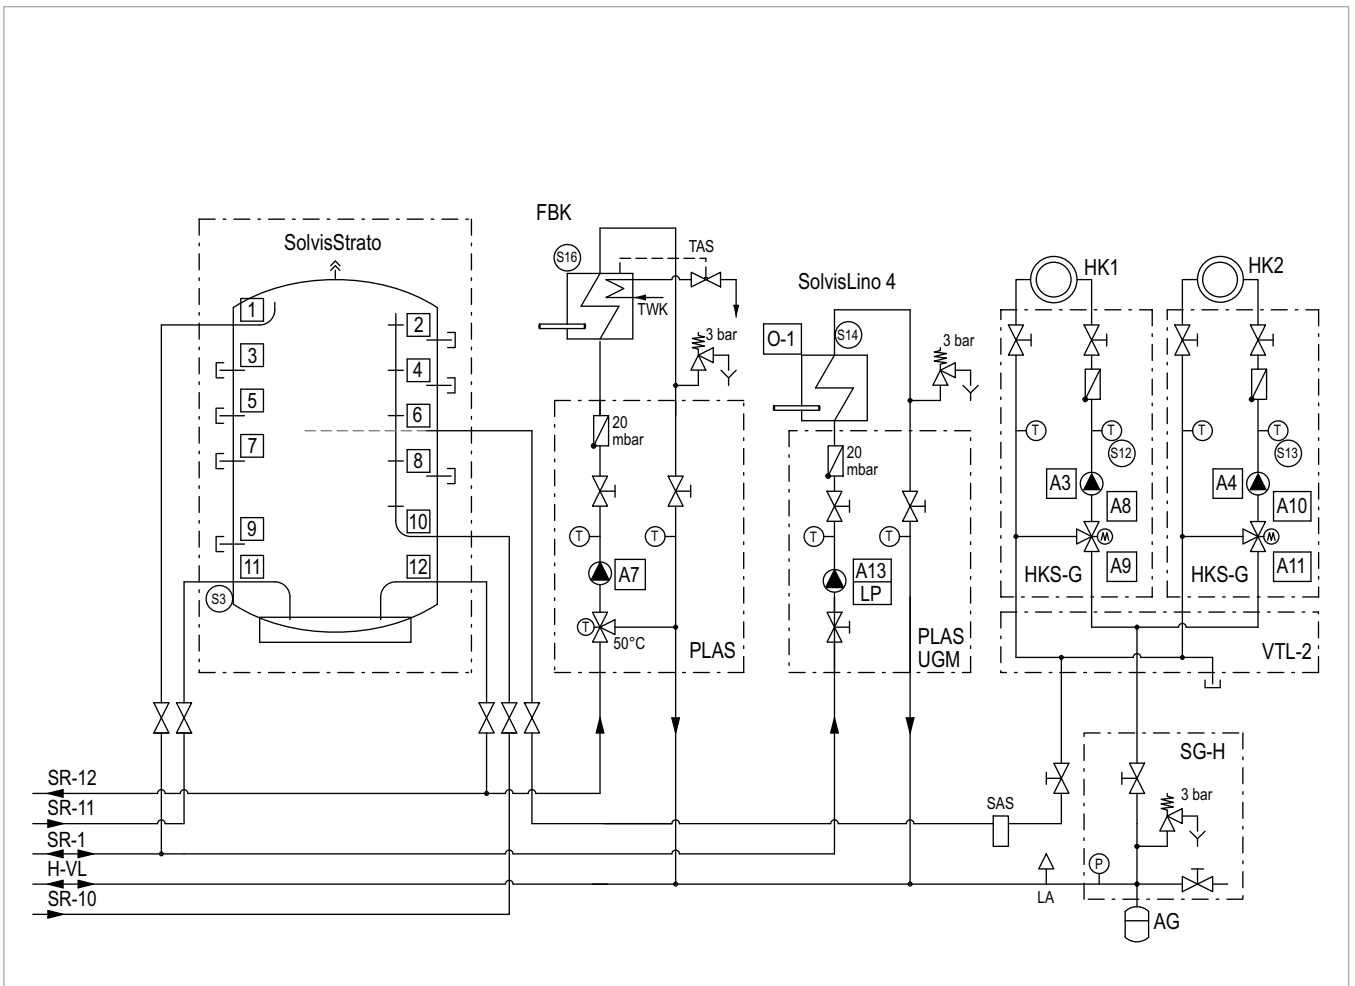 FBK
SolvisStrato
S16
TAS
TWK
3 bar
SolvisLino 4
O-1
S14
3 bar
HK1
HK2
1
2
3
4
5
6
7
8
9
10
11
12
S3
20
mbar
T
T
A7
T
50°C
PLAS
20
mbar
T
T
A13
LP
PLAS
UGM
T
T
S12
A3
A8
M
A9
HKS-G
T
T
S13
A4
A10
M
A11
HKS-G
VTL-2
SG-H
3 bar
SAS
P
LA
AG
SR-12
SR-11
SR-1
H-VL
SR-10